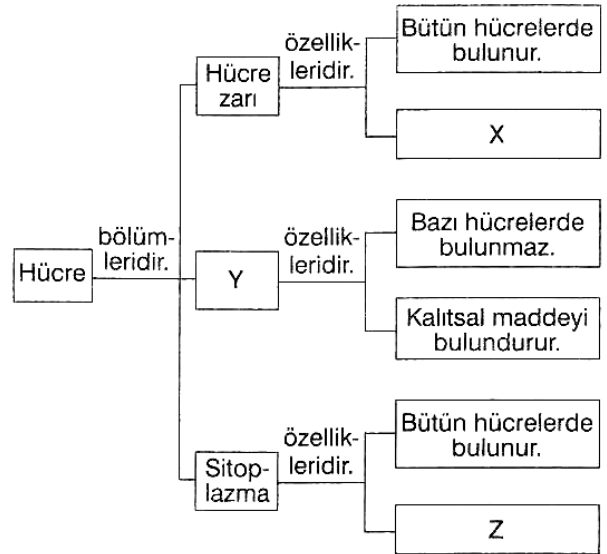 Hücre
bölüm-
leridir.
Hücre
zarı
özellik-
leridir.
Bütün hücrelerde
bulunur.
X
Y
özellik-
leridir.
Bazı hücrelerde
bulunmaz.
Kalıtsal maddeyi
bulundurur.
Sitop-
lazma
özellik-
leridir.
Bütün hücrelerde
bulunur.
Z